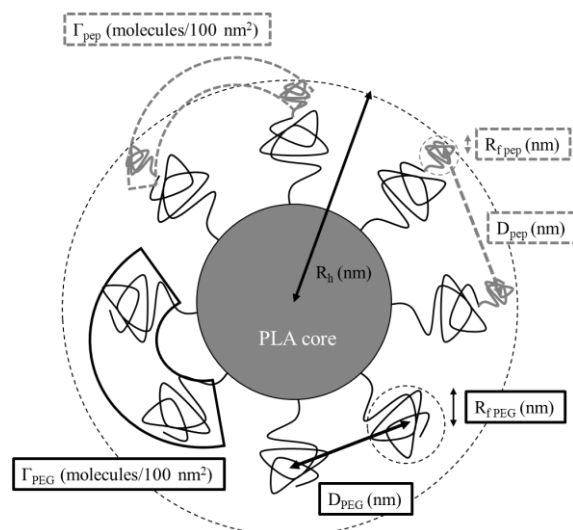 Γpep (molecules/100 nm²)
Rf pep (nm)
Dpep (nm)
Rh (nm)
PLA core
Rf PEG (nm)
ΓPEG (molecules/100 nm²)
DPEG (nm)